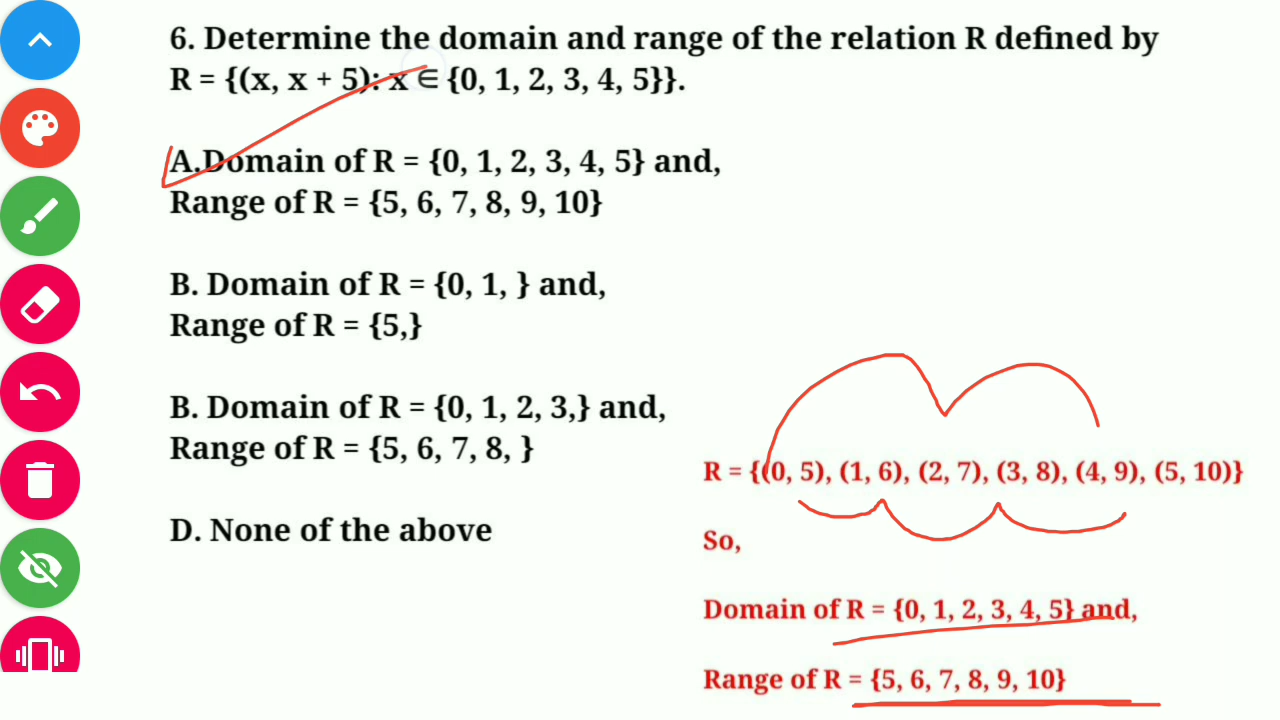 6. Determine the domain and range of the relation R defined by
R = {(x, x + 5): x ∈ {0, 1, 2, 3, 4, 5}}.
A.Domain of R = {0, 1, 2, 3, 4, 5} and,
Range of R = {5, 6, 7, 8, 9, 10}
B. Domain of R = {0, 1, } and,
Range of R = {5,}
B. Domain of R = {0, 1, 2, 3,} and,
Range of R = {5, 6, 7, 8, }
D. None of the above
R = {(0, 5), (1, 6), (2, 7), (3, 8), (4, 9), (5, 10)}
So,
Domain of R = {0, 1, 2, 3, 4, 5} and,
Range of R = {5, 6, 7, 8, 9, 10}